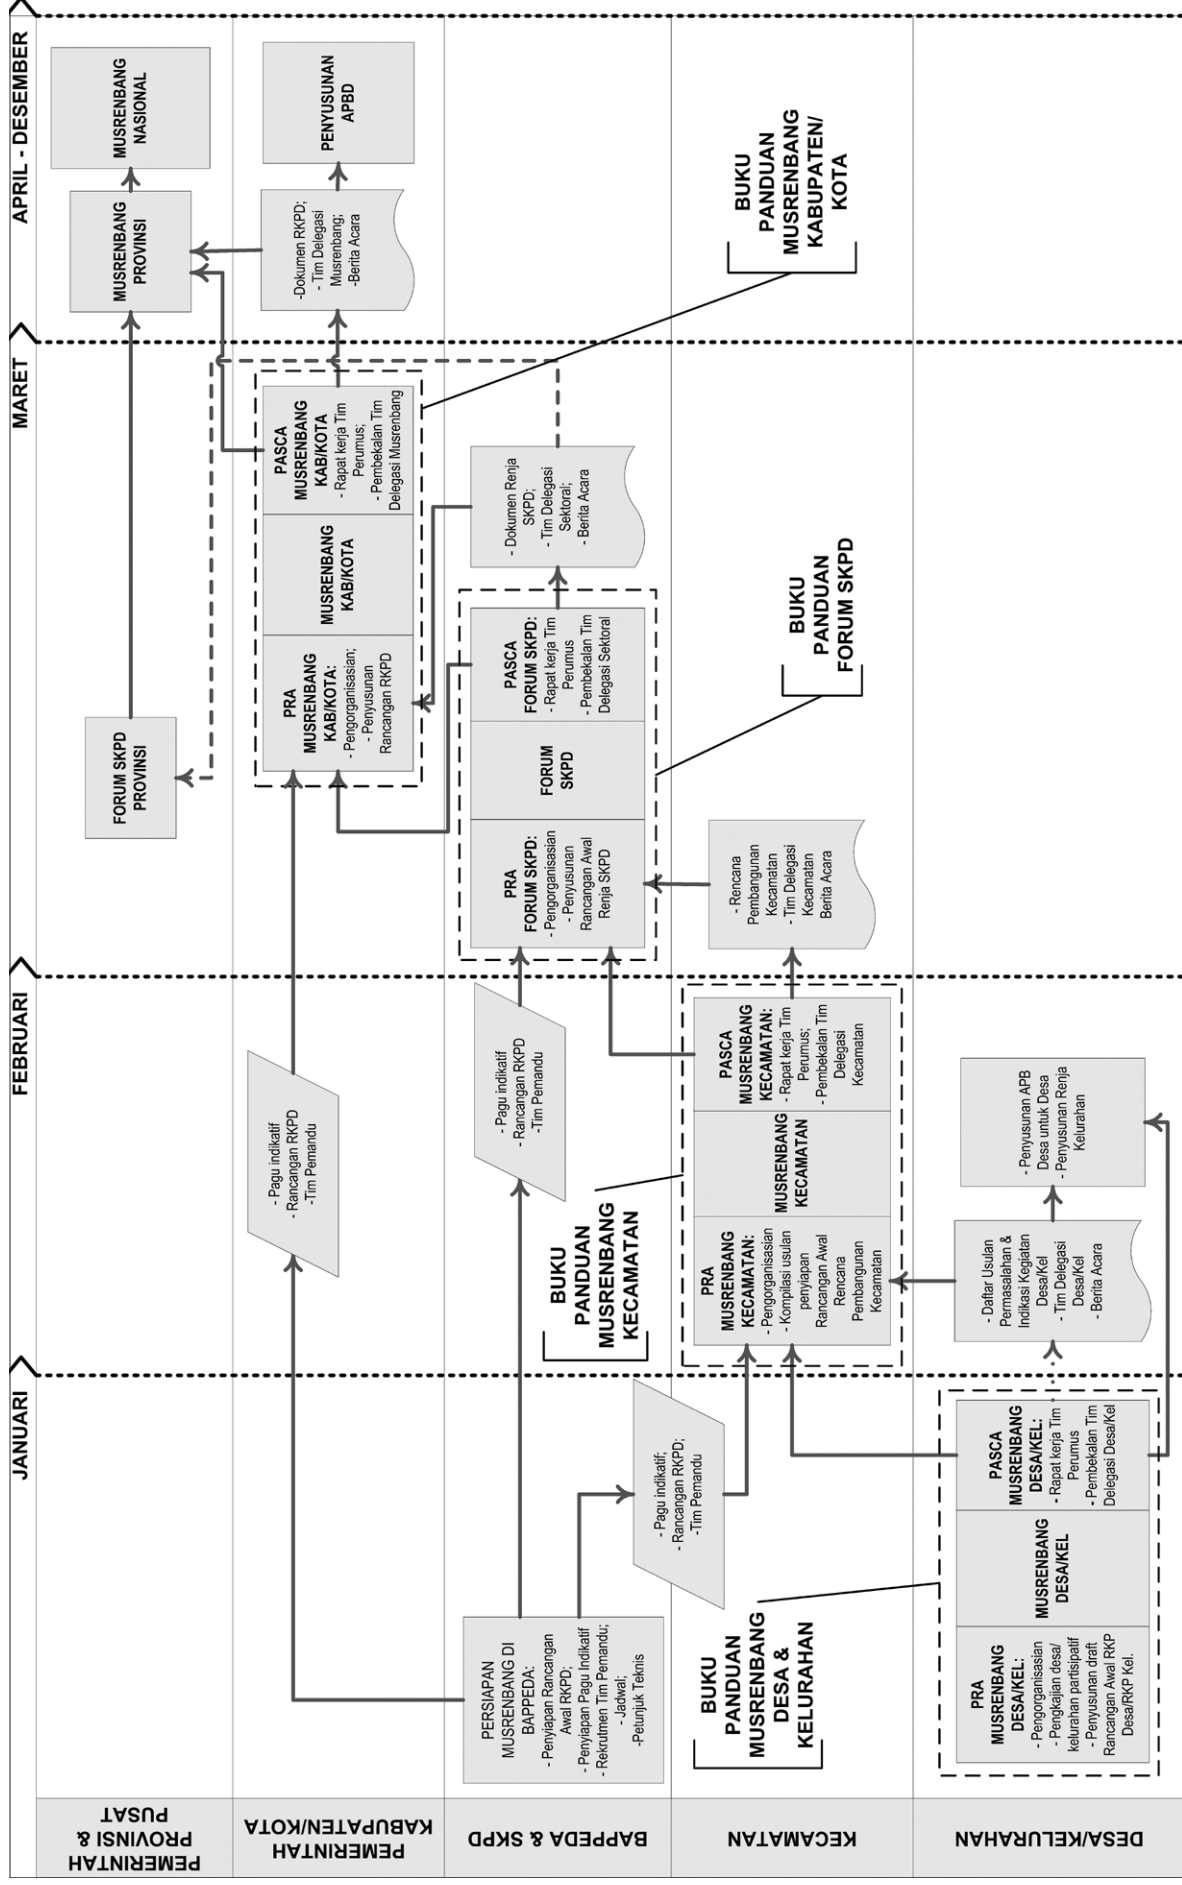 JANUARI
FEBRUARI
MARET
APRIL - DESEMBER
PEMERINTAH
PROVINSI &
PUSAT
FORUM SKPD
PROVINSI
MUSRENBANG
PROVINSI
MUSRENBANG
NASIONAL
PEMERINTAH
KABUPATEN/KOTA
- Pagu indikatif
- Rancangan RKPD
-Tim Pemandu
PRA
MUSRENBANG
KAB/KOTA:
- Pengorganisasian;
- Penyusunan
Rancangan RKPD
MUSRENBANG
KAB/KOTA
PASCA
MUSRENBANG
KAB/KOTA
- Rapat kerja Tim
Perumus;
- Pembekalan Tim
Delegasi Musrenbang
-Dokumen RKPD;
- Tim Delegasi
Musrenbang;
-Berita Acara
PENYUSUNAN
APBD
BAPPEDA & SKPD
PERSIAPAN
MUSRENBANG DI
BAPPEDA:
- Penyiapan Rancangan
Awal RKPD;
- Penyiapan Pagu Indikatif
- Rekrutmen Tim Pemandu;
- Jadwal;
-Petunjuk Teknis
- Pagu indikatif
- Rancangan RKPD
-Tim Pemandu
PRA
FORUM SKPD:
- Pengorganisasian
- Penyusunan
Rancangan Awal
Renja SKPD
FORUM
SKPD
PASCA
FORUM SKPD:
- Rapat kerja Tim
Perumus
- Pembekalan Tim
Delegasi Sektoral
- Dokumen Renja
SKPD;
- Tim Delegasi
Sektoral;
- Berita Acara
BUKU
PANDUAN
MUSRENBANG
KECAMATAN
KECAMATAN
- Pagu indikatif;
- Rancangan RKPD;
-Tim Pemandu
BUKU
PANDUAN
MUSRENBANG
DESA &
KELURAHAN
PRA
MUSRENBANG
KECAMATAN:
- Pengorganisasian
- Kompilasi usulan
penyiapan
Rancangan Awal
Rencana
Pembangunan
Kecamatan
MUSRENBANG
KECAMATAN
PASCA
MUSRENBANG
KECAMATAN:
- Rapat kerja Tim
Perumus;
- Pembekalan Tim
Delegasi
Kecamatan
- Rencana
Pembangunan
Kecamatan
- Tim Delegasi
Kecamatan
Berita Acara
BUKU
PANDUAN
FORUM SKPD
BUKU
PANDUAN
MUSRENBANG
KABUPATEN/
KOTA
DESA/KELURAHAN
PRA
MUSRENBANG
DESA/KEL:
- Pengorganisasian
- Pengkajian desa/
kelurahan partisipatif
- Penyusunan draft
Rancangan Awal RKP
Desa/RKP Kel.
MUSRENBANG
DESA/KEL
PASCA
MUSRENBANG
DESA/KEL:
- Rapat kerja Tim
Perumus
- Pembekalan Tim
Delegasi Desa/Kel
- Daftar Usulan
Permasalahan &
Indikasi Kegiatan
Desa/Kel
- Tim Delegasi
Desa/Kel
- Berita Acara
- Penyusunan APB
Desa untuk Desa
- Penyusunan Renja
Kelurahan